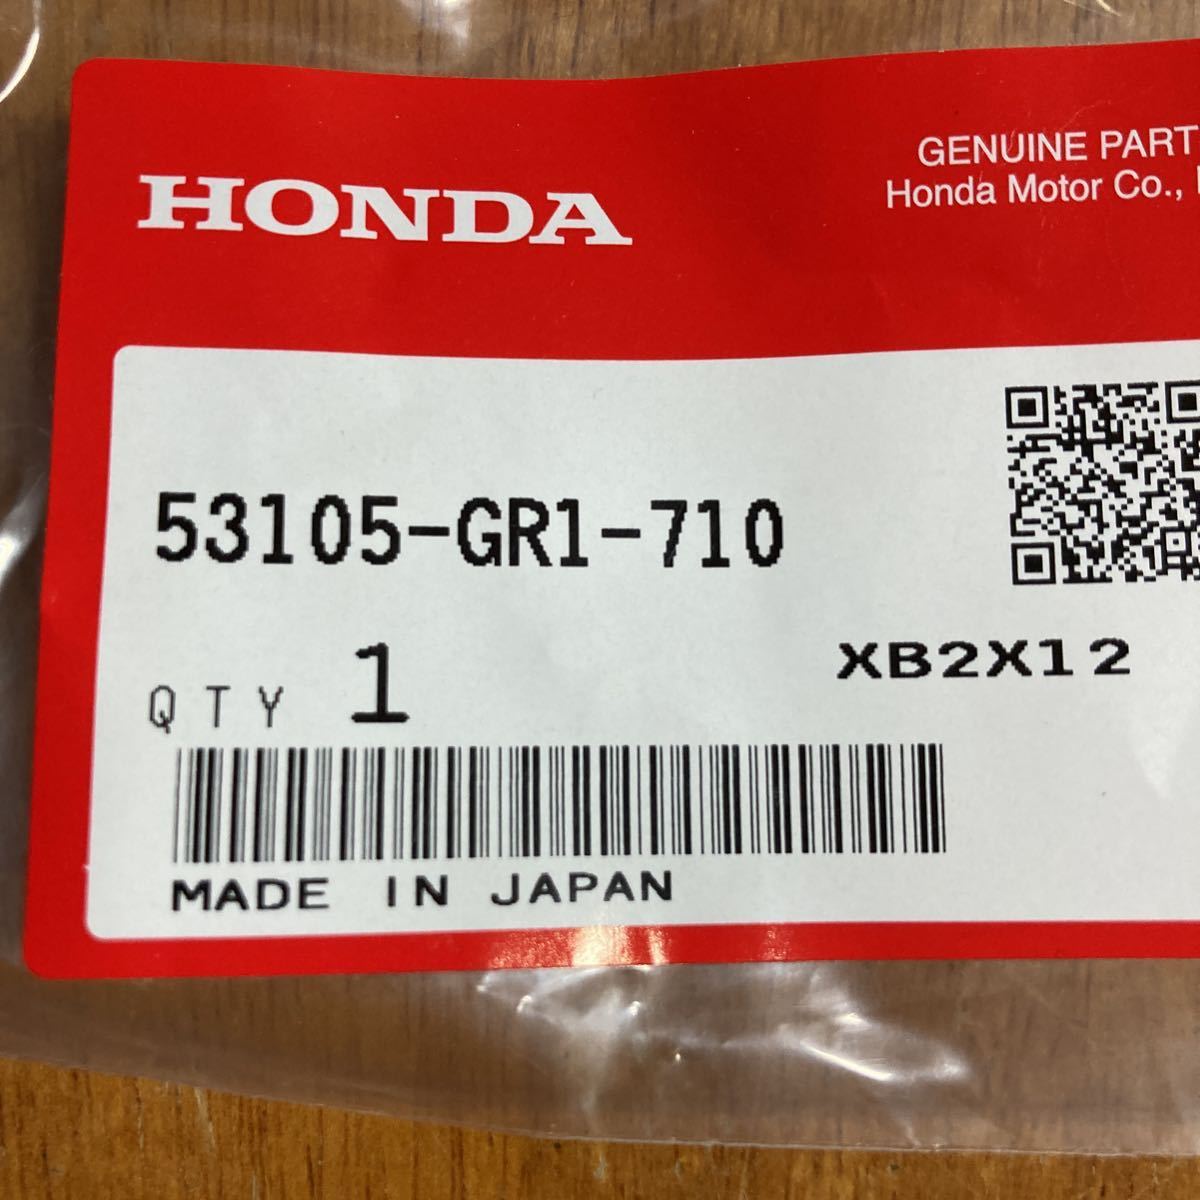 HONDA
GENUINE PART
Honda Motor Co.,
53105-GR1-710
XB2X12
QTY 1
MADE IN JAPAN